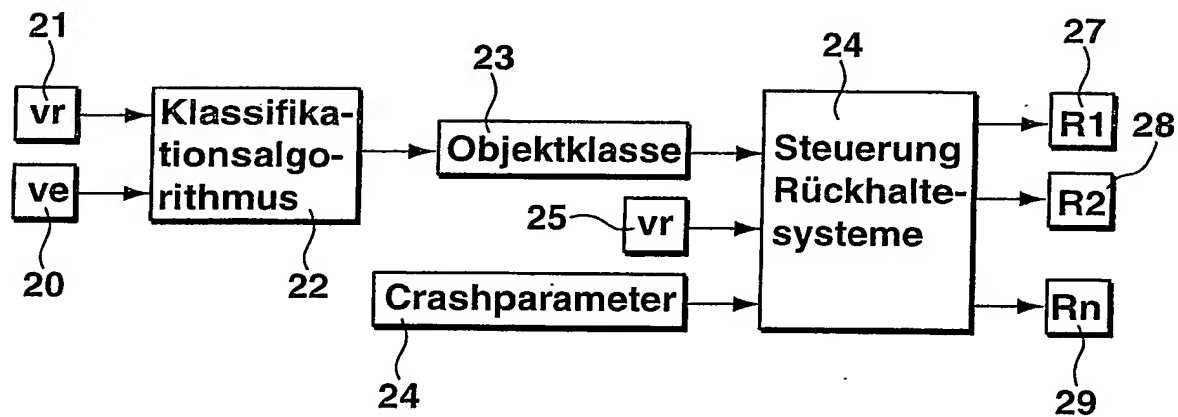 21
vr
ve
20
Klassifika-
tionsalgo-
rithmus
22
23
Objektklasse
25
vr
Crashparameter
24
24
Steuerung
Rückhalte-
systeme
27
R1
28
R2
Rn
29